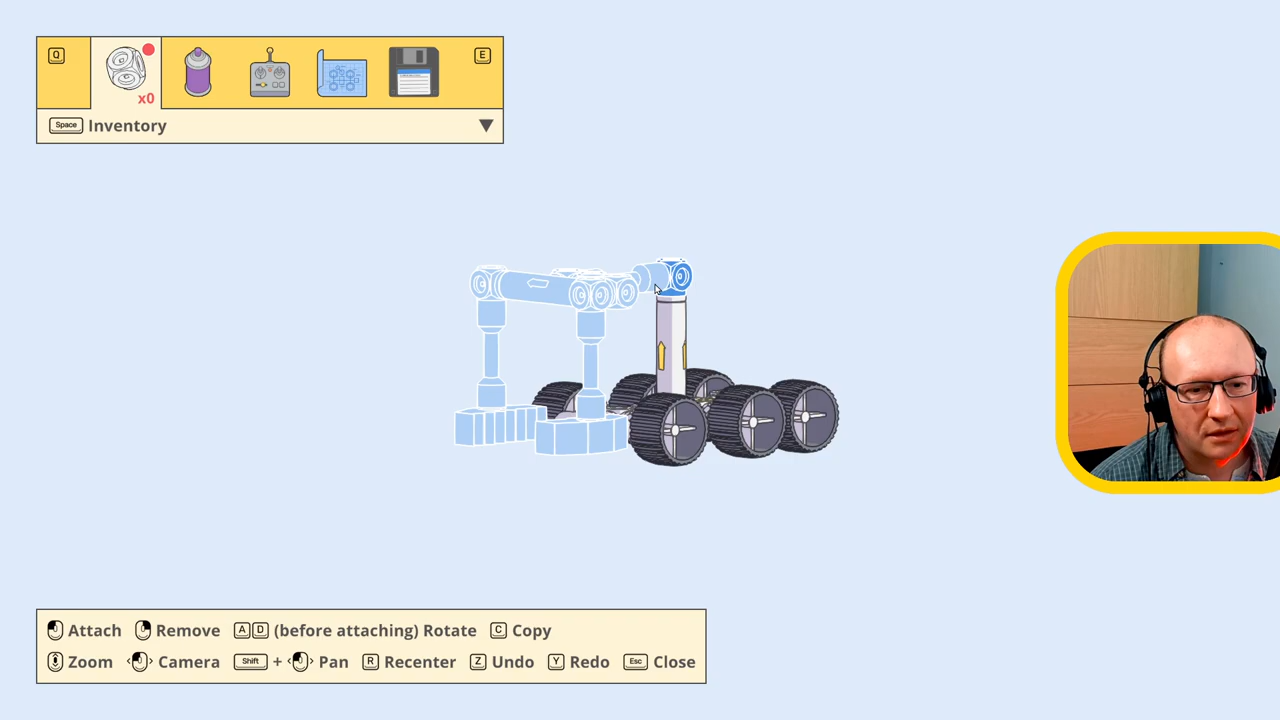 Q
E
x0
Space Inventory
Attach Remove A D (before attaching) Rotate C Copy
Zoom Camera Shift + Pan R Recenter Z Undo Y Redo Esc Close